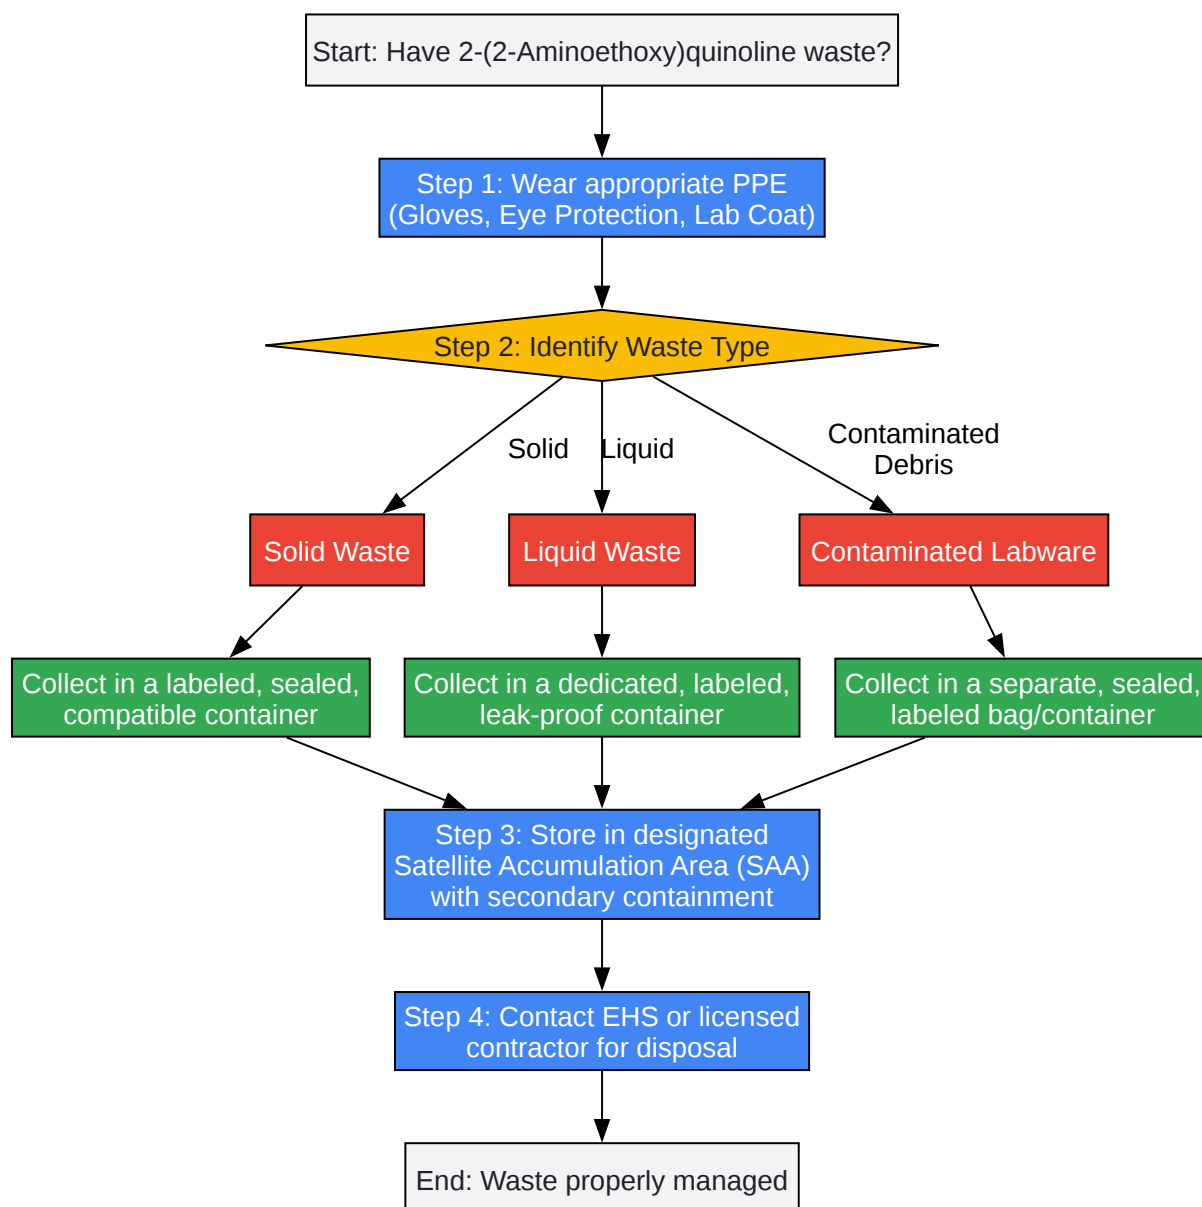 Start: Have 2-(2-Aminoethoxy)quinoline waste?
Step 1: Wear appropriate PPE
(Gloves, Eye Protection, Lab Coat)
Step 2: Identify Waste Type
Solid
Liquid
Contaminated
Debris
Solid Waste
Liquid Waste
Contaminated Labware
Collect in a labeled, sealed,
compatible container
Collect in a dedicated, labeled,
leak-proof container
Collect in a separate, sealed,
labeled bag/container
Step 3: Store in designated
Satellite Accumulation Area (SAA)
with secondary containment
Step 4: Contact EHS or licensed
contractor for disposal
End: Waste properly managed